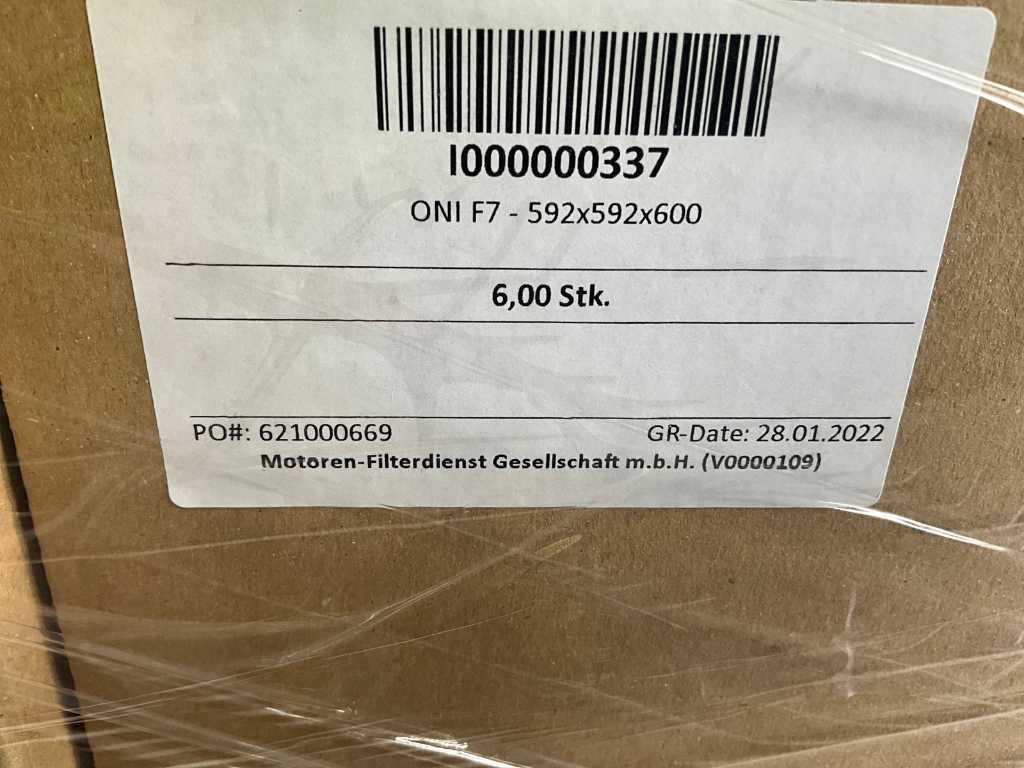 I000000337
ONI F7 - 592x592x600
6,00 Stk.
PO#: 621000669
GR-Date: 28.01.2022
Motoren-Filterdienst Gesellschaft m.b.H. (V0000109)